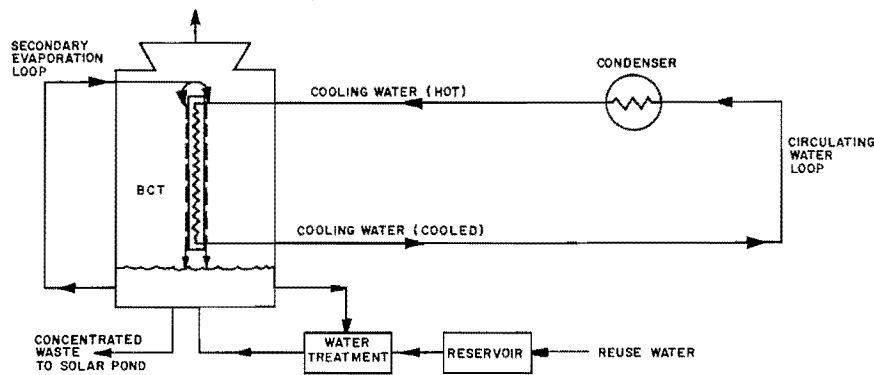 SECONDARY
EVAPORATION
LOOP
CONDENSER
COOLING WATER (HOT)
CIRCULATING
WATER
LOOP
BCT
COOLING WATER (COOLED)
CONCENTRATED
WASTE
TO SOLAR POND
WATER
TREATMENT
RESERVOIR
REUSE WATER